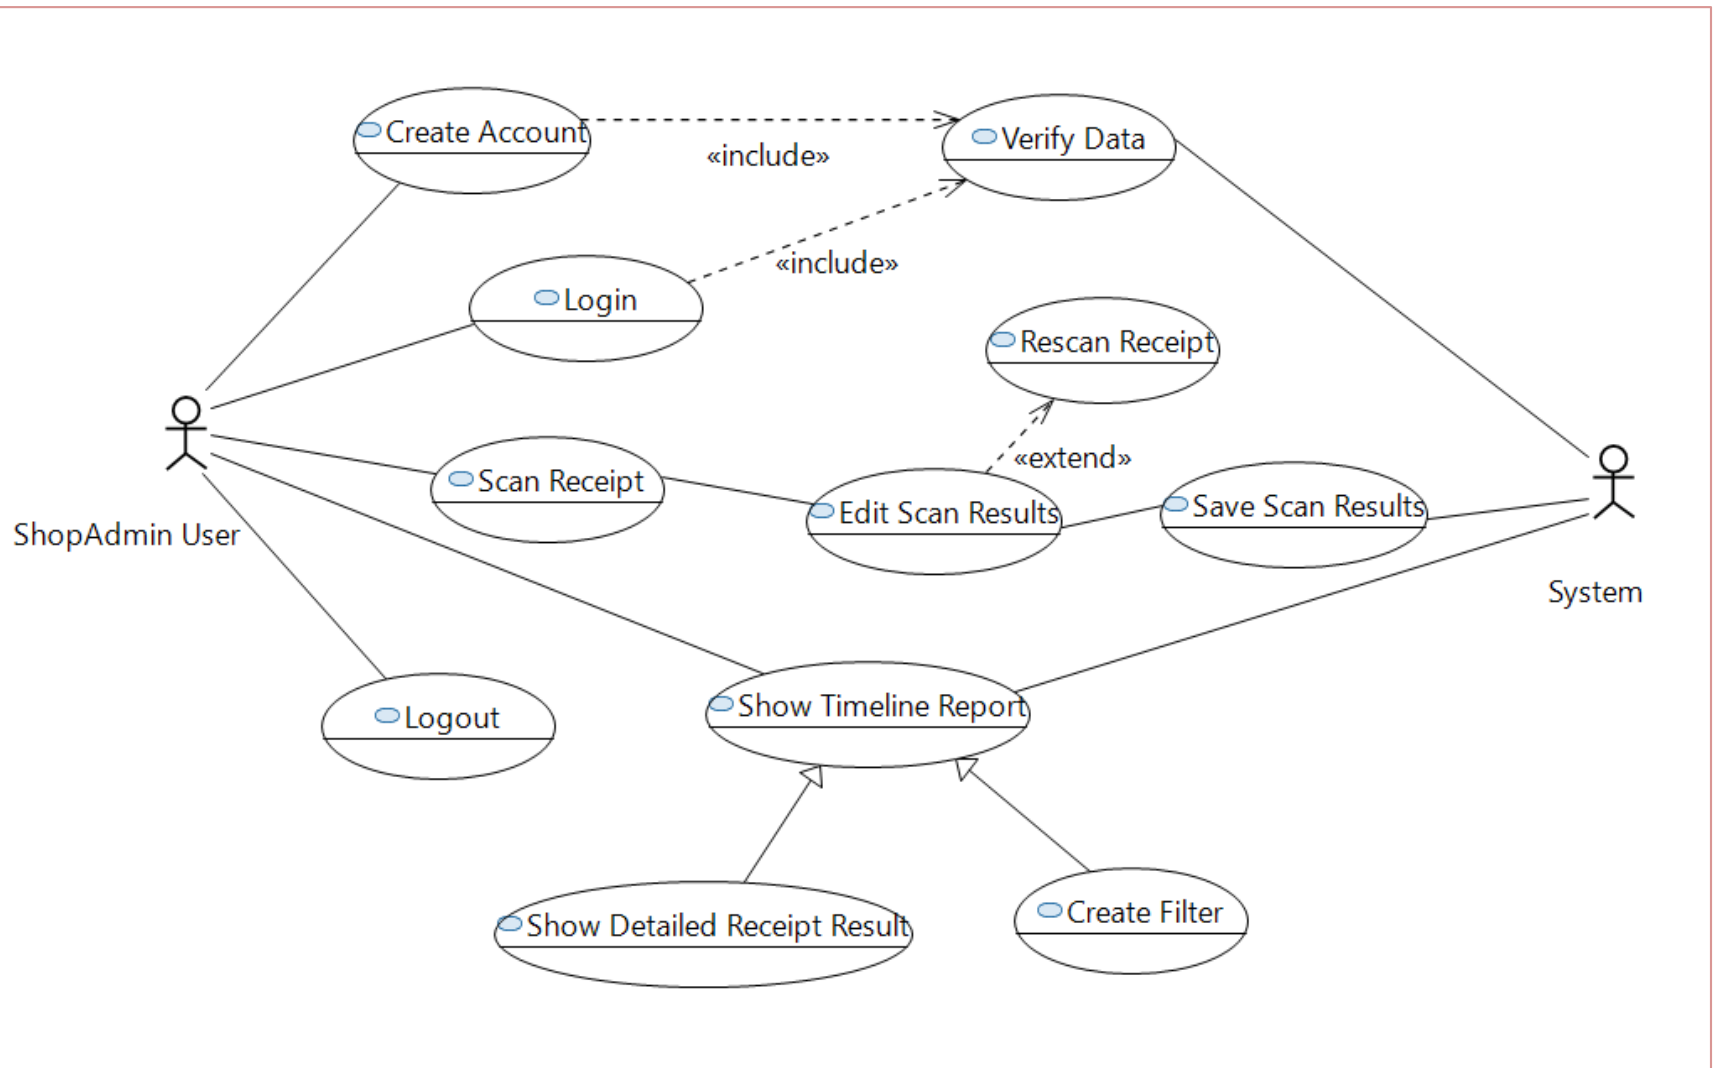 Create Account
Verify Data
«include»
«include»
Login
Rescan Receipt
«extend»
Scan Receipt
Edit Scan Results
Save Scan Results
ShopAdmin User
System
Show Timeline Report
Logout
Show Detailed Receipt Result
Create Filter